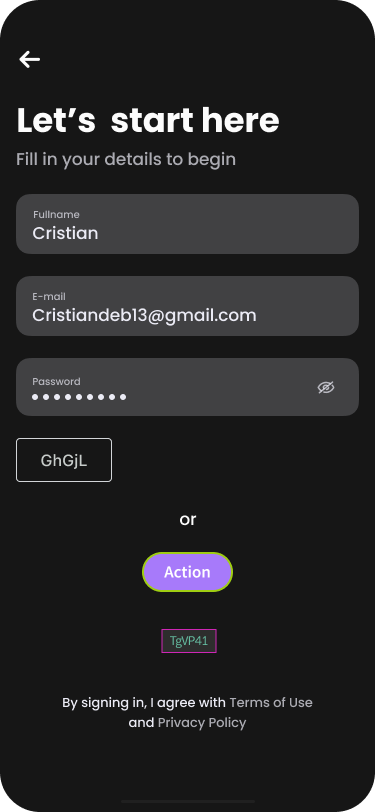 Let's start here
Fill in your details to begin
Fullname
Cristian
E-mail
Cristiandeb13@gmail.com
Password
GhGjL
or
Action
TgVP41
By signing in, I agree with Terms of Use
and Privacy Policy